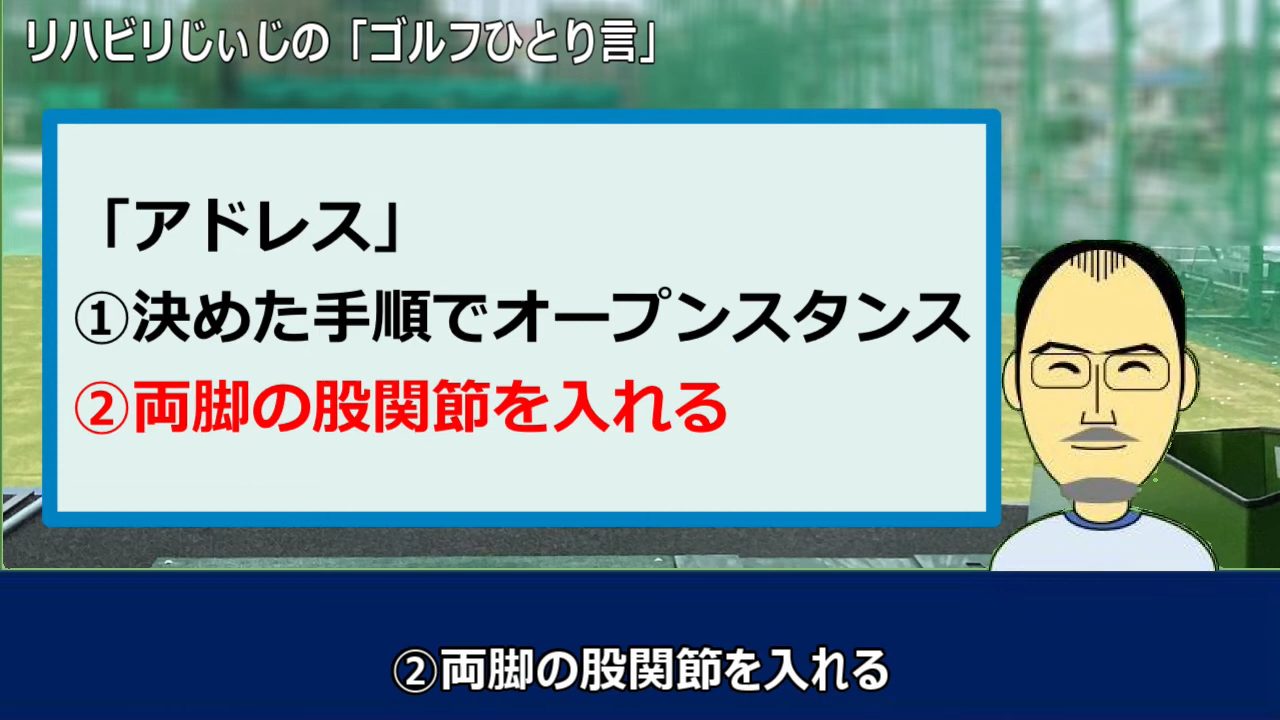 リハビリじぃじの「ゴルフひとり言」
「アドレス」
①決めた手順でオープンスタンス
②両脚の股関節を入れる
②両脚の股関節を入れる